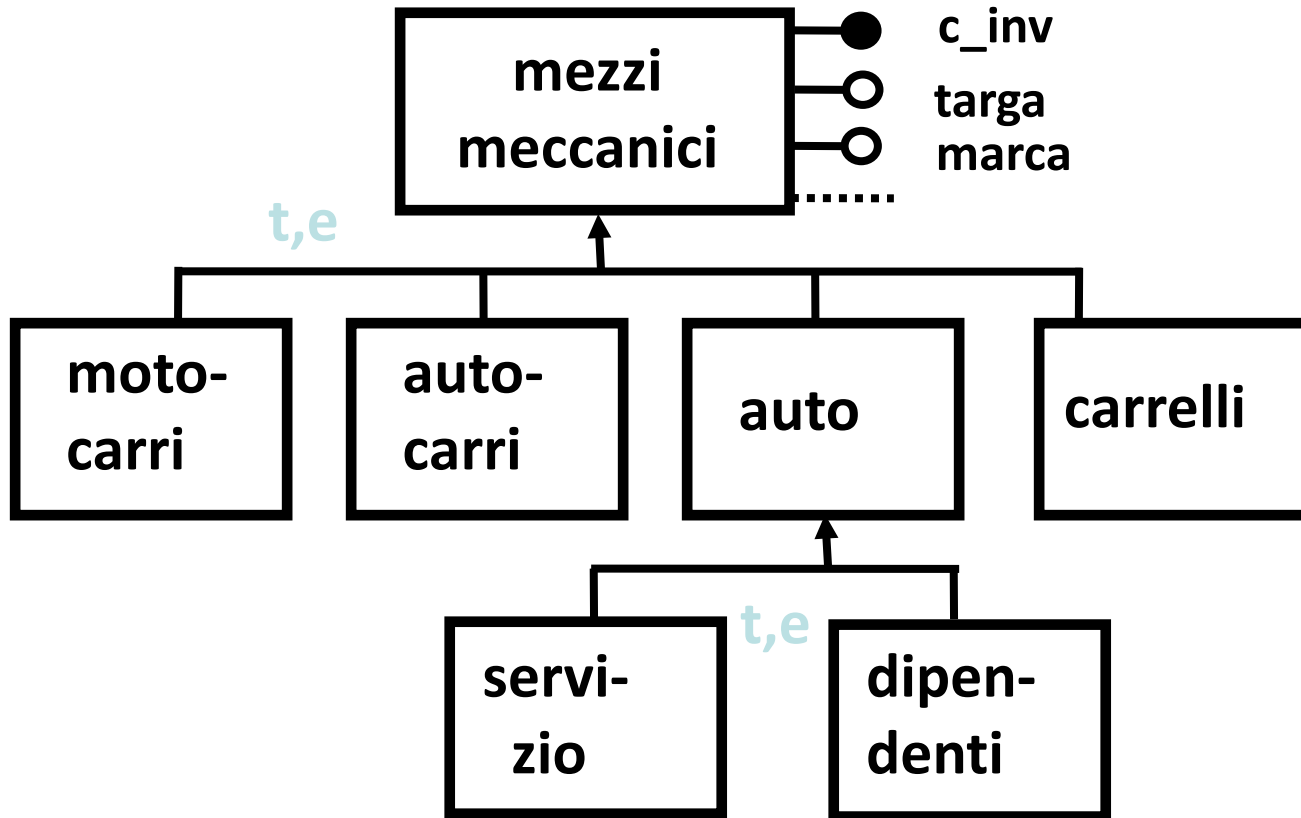 mezzi
meccanici
c_inv
targa
marca
t,e
moto-
carri
auto-
carri
auto
carrelli
t,e
servi-
zio
dipen-
denti